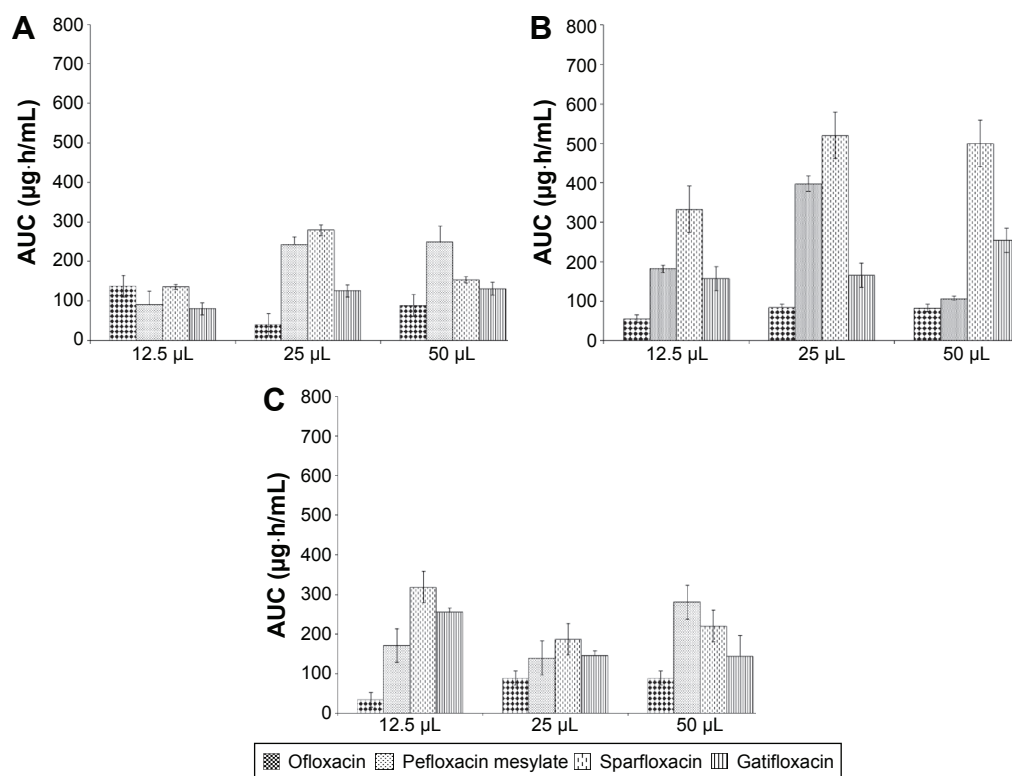 A
AUC (µg·h/mL)
800
700
600
500
400
300
200
100
0
12.5 µL 25 µL 50 µL
B
AUC (µg·h/mL)
800
700
600
500
400
300
200
100
0
12.5 µL 25 µL 50 µL
C
AUC (µg·h/mL)
800
700
600
500
400
300
200
100
0
12.5 µL 25 µL 50 µL
Ofloxacin Pefloxacin mesylate Sparfloxacin Gatifloxacin